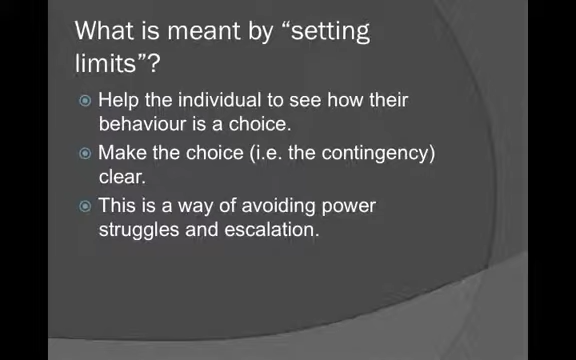 What is meant by “setting
limits”?
Help the individual to see how their
behaviour is a choice.
Make the choice (i.e. the contingency)
clear.
This is a way of avoiding power
struggles and escalation.